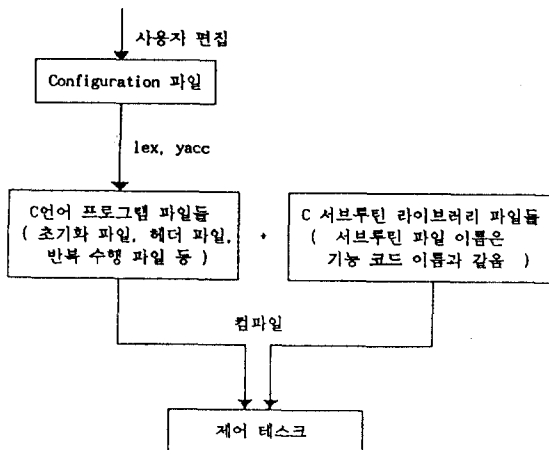 사용자 편집
Configuration 파일
lex, yacc
C언어 프로그램 파일들
( 초기화 파일, 헤더 파일,
반복 수행 파일 등 )
+
C 서브루틴 라이브러리 파일들
( 서브루틴 파일 이름은
기능 코드 이름과 같음 )
컴파일
제어 테스크